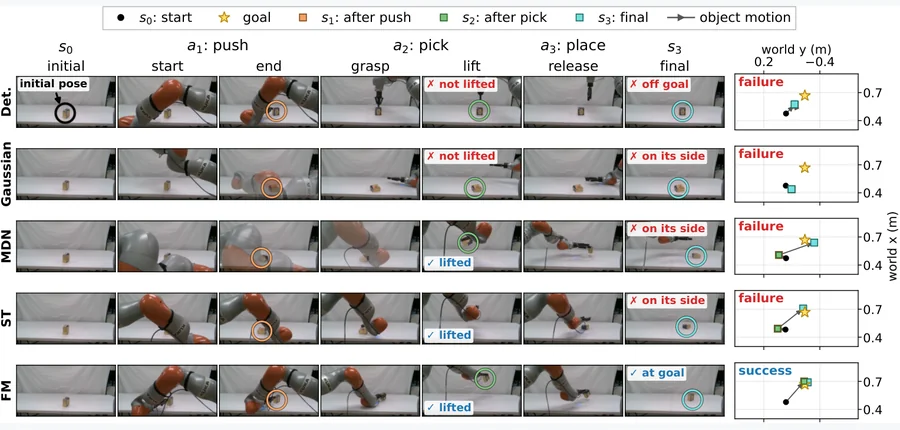 s₀: start goal s₁: after push s₂: after pick s₃: final object motion
s₀ a₁: push a₂: pick a₃: place s₃ world y (m)
initial start end grasp lift release final 0.2 −0.4
Det.
initial pose
✗ not lifted
✗ off goal
failure
0.7
0.4
Gaussian
✗ not lifted
✗ on its side
failure
0.7
0.4
MDN
✓ lifted
✗ on its side
failure
0.7
0.4
world x (m)
ST
✓ lifted
✗ on its side
failure
0.7
0.4
FM
✓ lifted
✓ at goal
success
0.7
0.4